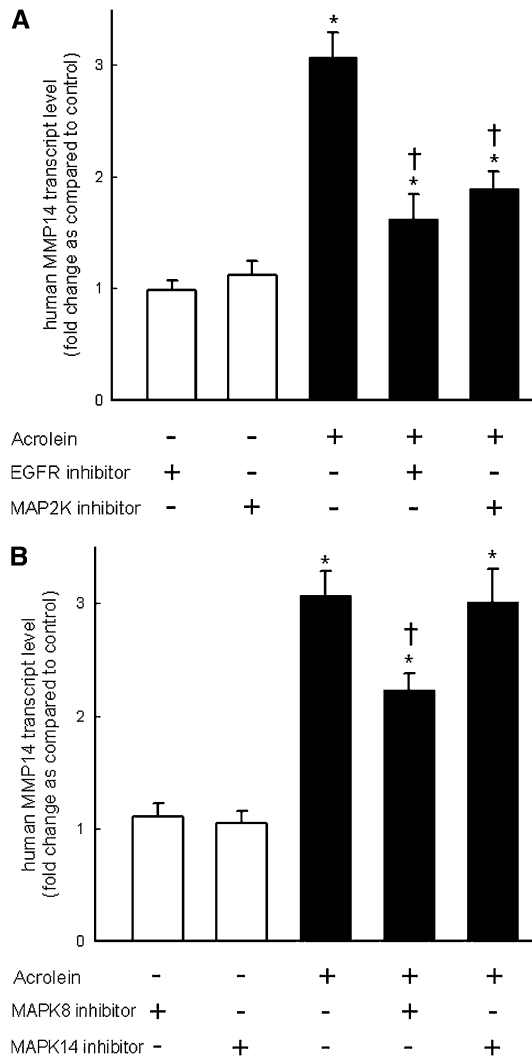 A
human MMP14 transcript level
(fold change as compared to control)
3
2
1
0
*
†
*
†
*
Acrolein - - + + +
EGFR inhibitor + - - + -
MAP2K inhibitor - + - - +
B
human MMP14 transcript level
(fold change as compared to control)
3
2
1
0
*
†
*
*
Acrolein - - + + +
MAPK8 inhibitor + - - + -
MAPK14 inhibitor - + - - +